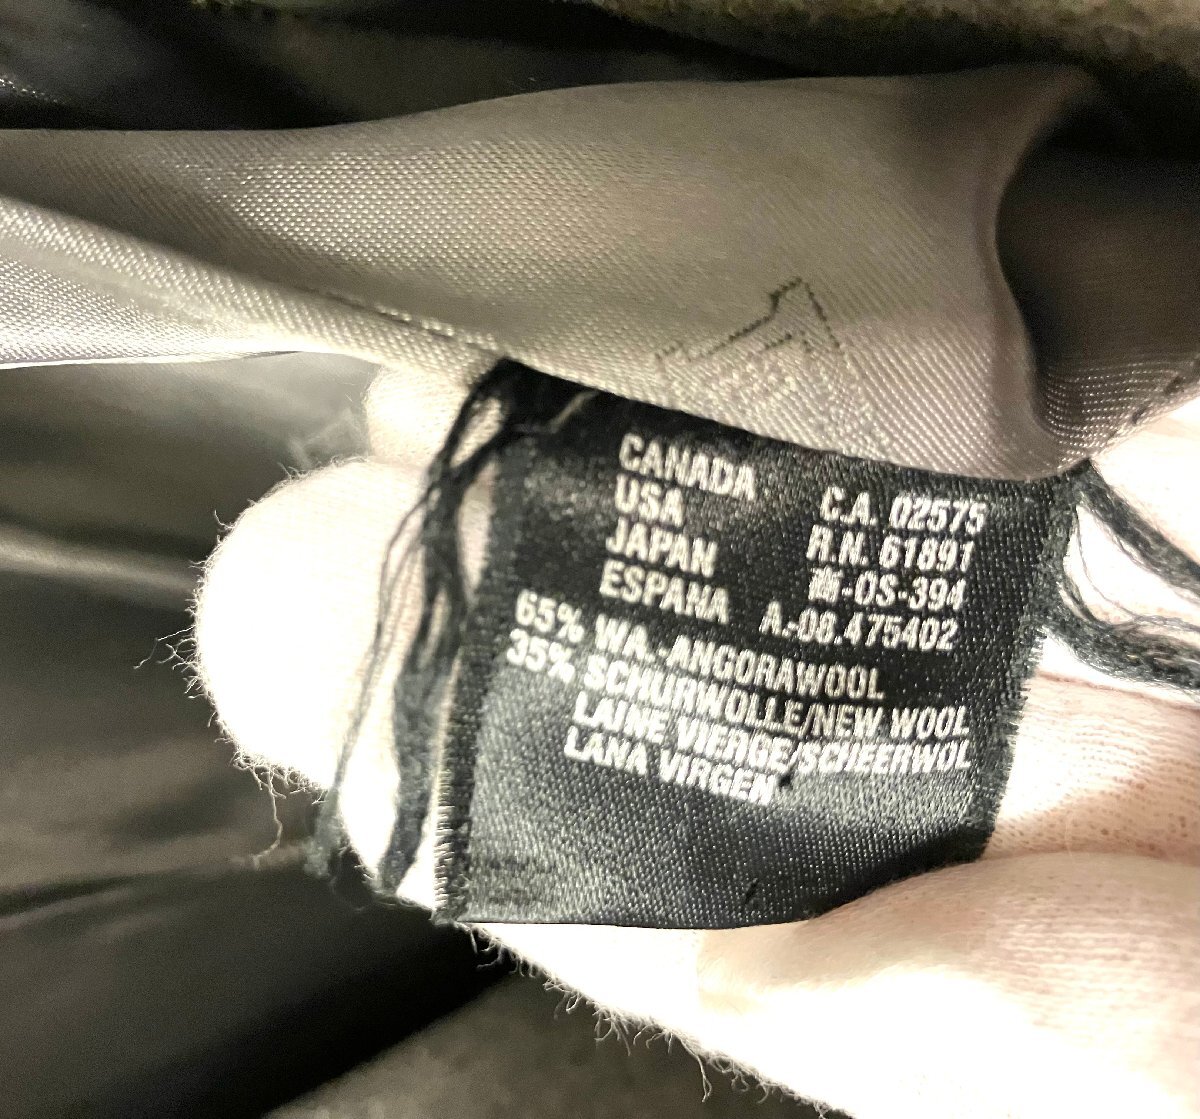 CANADA C.A. 02575
USA R.N. 61891
JAPAN 高-OS-394
ESPANA A.-08.475402
65% WA.-ANGORAWOOL
35% SCHURWOLLE/NEW WOOL
LAINE VIERGE/SCHEERWOL
LANA VIRGEN